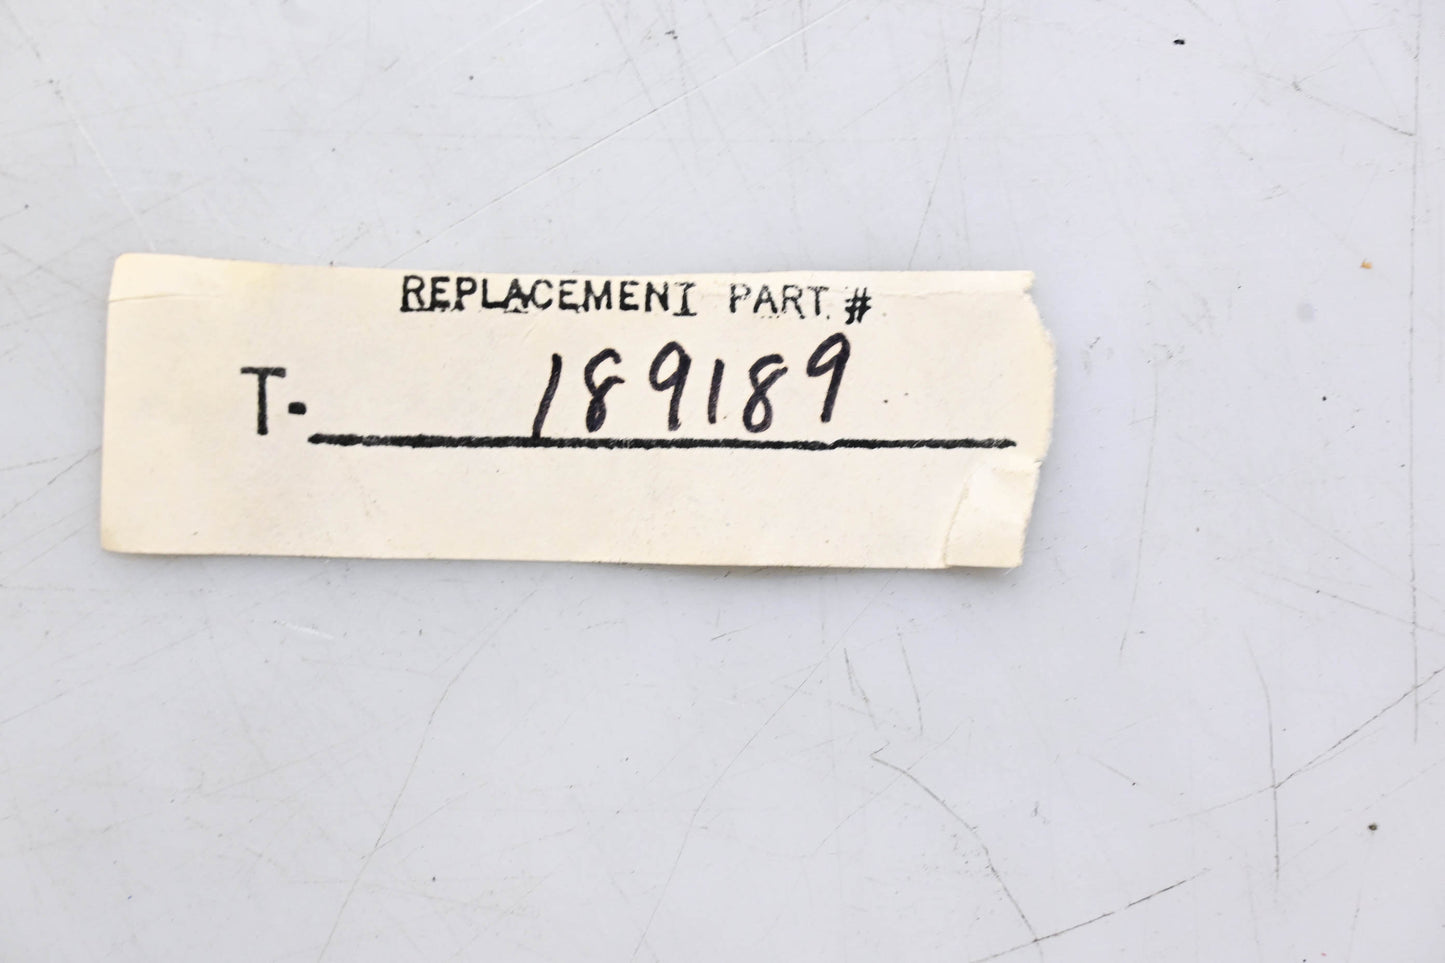 REPLACEMENT PART #
T- 189189